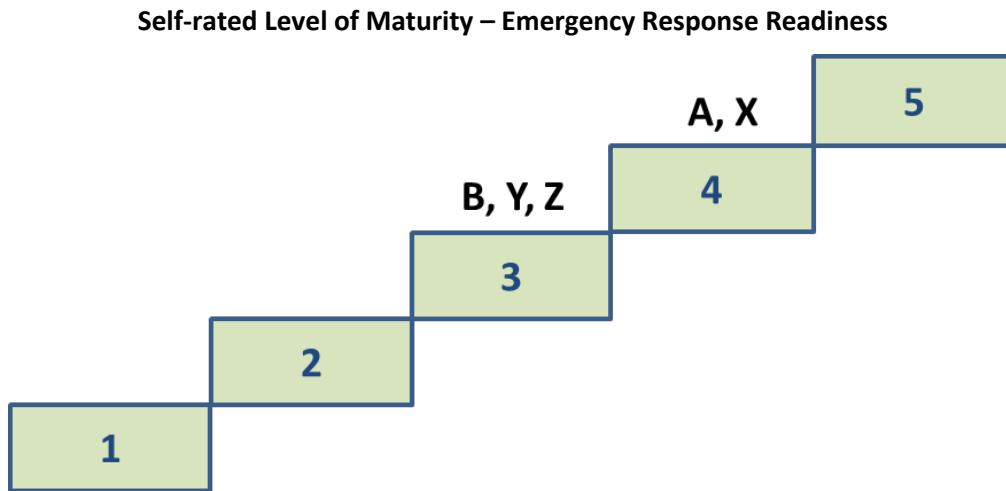 Self-rated Level of Maturity – Emergency Response Readiness
5
A, X
4
B, Y, Z
3
2
1